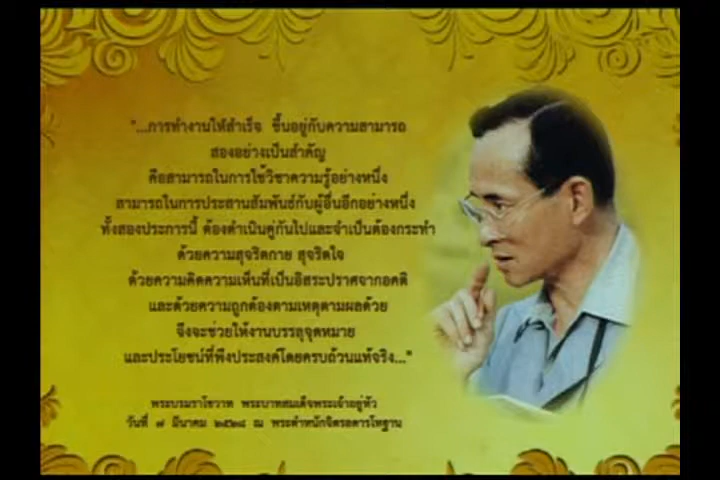 "...การทำงานให้สำเร็จ ขึ้นอยู่กับความสามารถ
สองอย่างเป็นสำคัญ
คือสามารถในการใช้วิชาความรู้อย่างหนึ่ง
สามารถในการประสานสัมพันธ์กับผู้อื่นอีกอย่างหนึ่ง
ทั้งสองประการนี้ ต้องดำเนินคู่กันไปและจำเป็นต้องกระทำ
ด้วยความสุจริตกาย สุจริตใจ
ด้วยความคิดความเห็นที่เป็นอิสระปราศจากอคติ
และด้วยความถูกต้องตามเหตุตามผลด้วย
จึงจะช่วยให้งานบรรลุจุดหมาย
และประโยชน์ที่พึงประสงค์โดยครบถ้วนแท้จริง..."
พระบรมราโชวาท พระบาทสมเด็จพระเจ้าอยู่หัว
วันที่ ๗ มีนาคม ๒๕๒๘ ณ พระตำหนักจิตรลดารโหฐาน